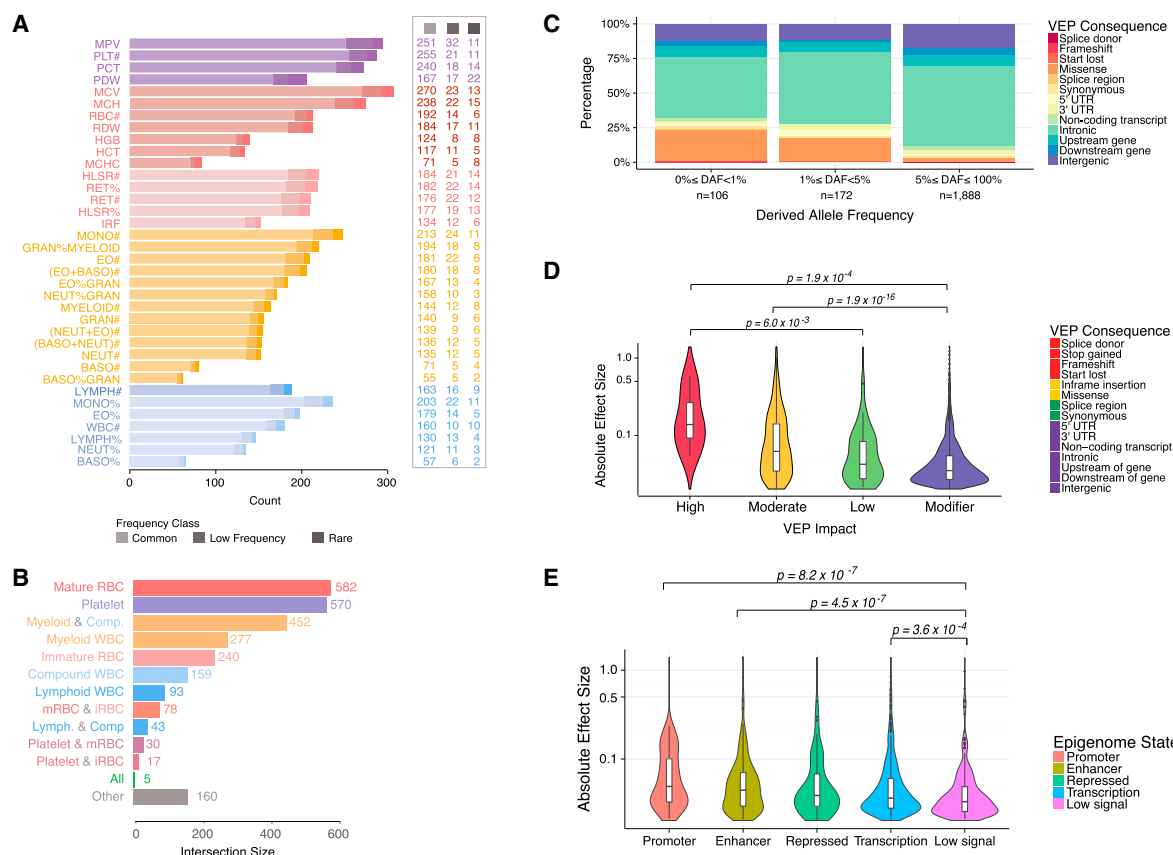 A
MPV 251 32 11
PLT# 255 21 11
PCT 240 18 14
PDW 167 17 22
MCV 270 23 13
MCH 238 22 15
RBC# 192 14 6
RDW 184 17 11
HGB 124 8 8
HCT 117 11 5
MCHC 71 5 8
HLSR# 184 21 14
RET% 182 22 14
RET# 176 22 12
HLSR% 177 19 13
IRF 134 12 6
MONO# 213 24 11
GRAN%MYELOID 194 18 8
EO# 181 22 6
(EO+BASO)# 180 18 8
EO%GRAN 167 13 4
NEUT%GRAN 158 10 3
MYELOID# 144 12 8
GRAN# 140 9 6
(NEUT+EO)# 139 9 6
(BASO+NEUT)# 136 12 5
NEUT# 135 12 5
BASO# 71 5 4
BASO%GRAN 55 5 2
LYMPH# 163 16 9
MONO% 203 22 11
EO% 179 14 5
WBC# 160 10 10
LYMPH% 130 13 4
NEUT% 121 11 3
BASO% 57 6 2
0 100 200 300
Count
Frequency Class
Common Low Frequency Rare
B
Mature RBC 582
Platelet 570
Myeloid & Comp. 452
Myeloid WBC 277
Immature RBC 240
Compound WBC 159
Lymphoid WBC 93
mRBC & iRBC 78
Lymph. & Comp 43
Platelet & mRBC 30
Platelet & iRBC 17
All 5
Other 160
0 200 400 600
Intersection Size
C
Percentage
100%
75%
50%
25%
0%
0%≤ DAF<1% 1%≤ DAF<5% 5%≤ DAF≤ 100%
n=106 n=172 n=1,888
Derived Allele Frequency
VEP Consequence
Splice donor
Frameshift
Start lost
Missense
Splice region
Synonymous
5' UTR
3' UTR
Non-coding transcript
Intronic
Upstream gene
Downstream gene
Intergenic
D
p = 1.9 x 10 -4
p = 1.9 x 10 -16
p = 6.0 x 10 -3
Absolute Effect Size
1.0
0.5
0.1
High Moderate Low Modifier
VEP Impact
VEP Consequence
Splice donor
Stop gained
Frameshift
Start lost
Inframe insertion
Missense
Splice region
Synonymous
5' UTR
3' UTR
Non−coding transcript
Intronic
Upstream of gene
Downstream of gene
Intergenic
E
p = 8.2 x 10 -7
p = 4.5 x 10 -7
p = 3.6 x 10 -4
Absolute Effect Size
1.0
0.5
0.1
Promoter Enhancer Repressed Transcription Low signal
Epigenome State
Promoter
Enhancer
Repressed
Transcription
Low signal